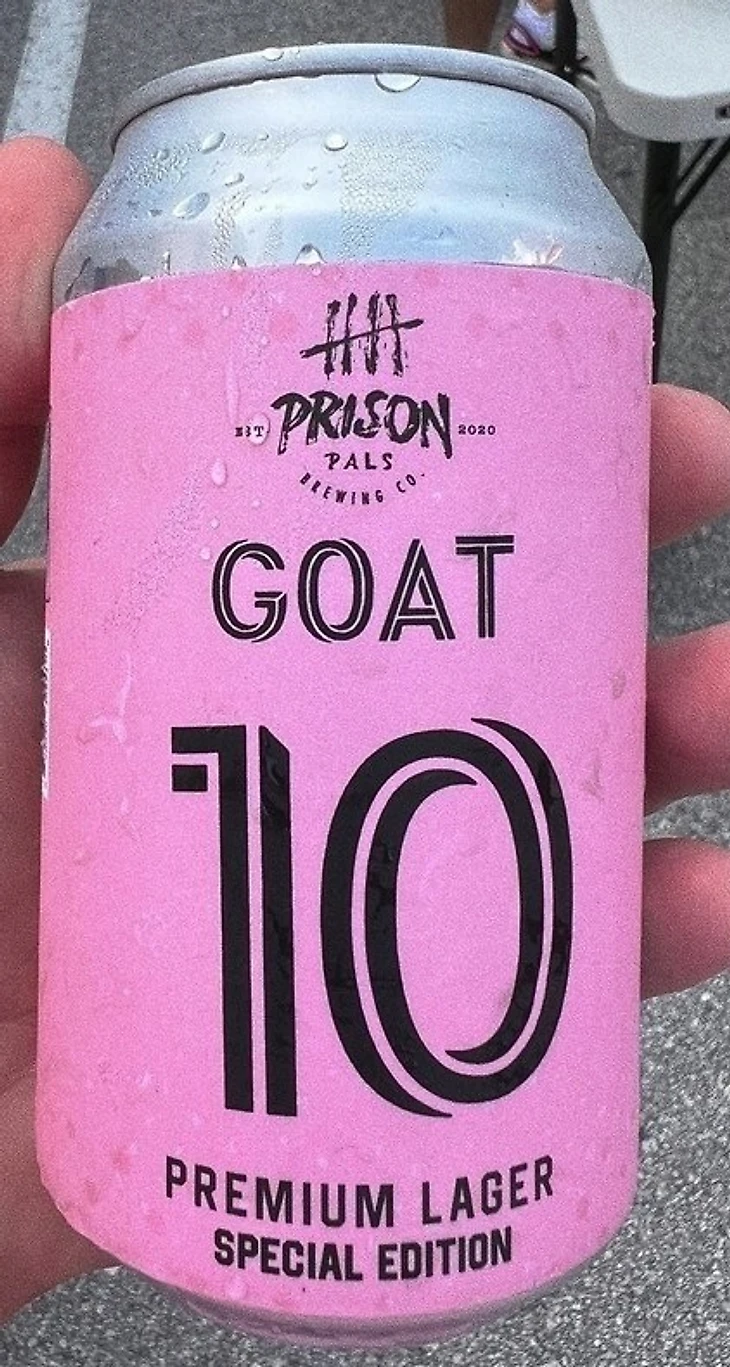 PRISON
EST 2020
PALS
BREWING CO.
GOAT
10
PREMIUM LAGER
SPECIAL EDITION